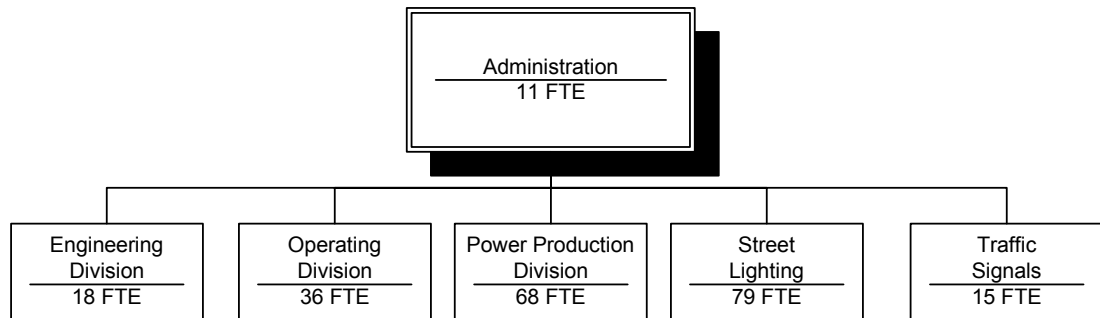 Administration
11 FTE
Engineering
Division
18 FTE
Operating
Division
36 FTE
Power Production
Division
68 FTE
Street
Lighting
79 FTE
Traffic
Signals
15 FTE